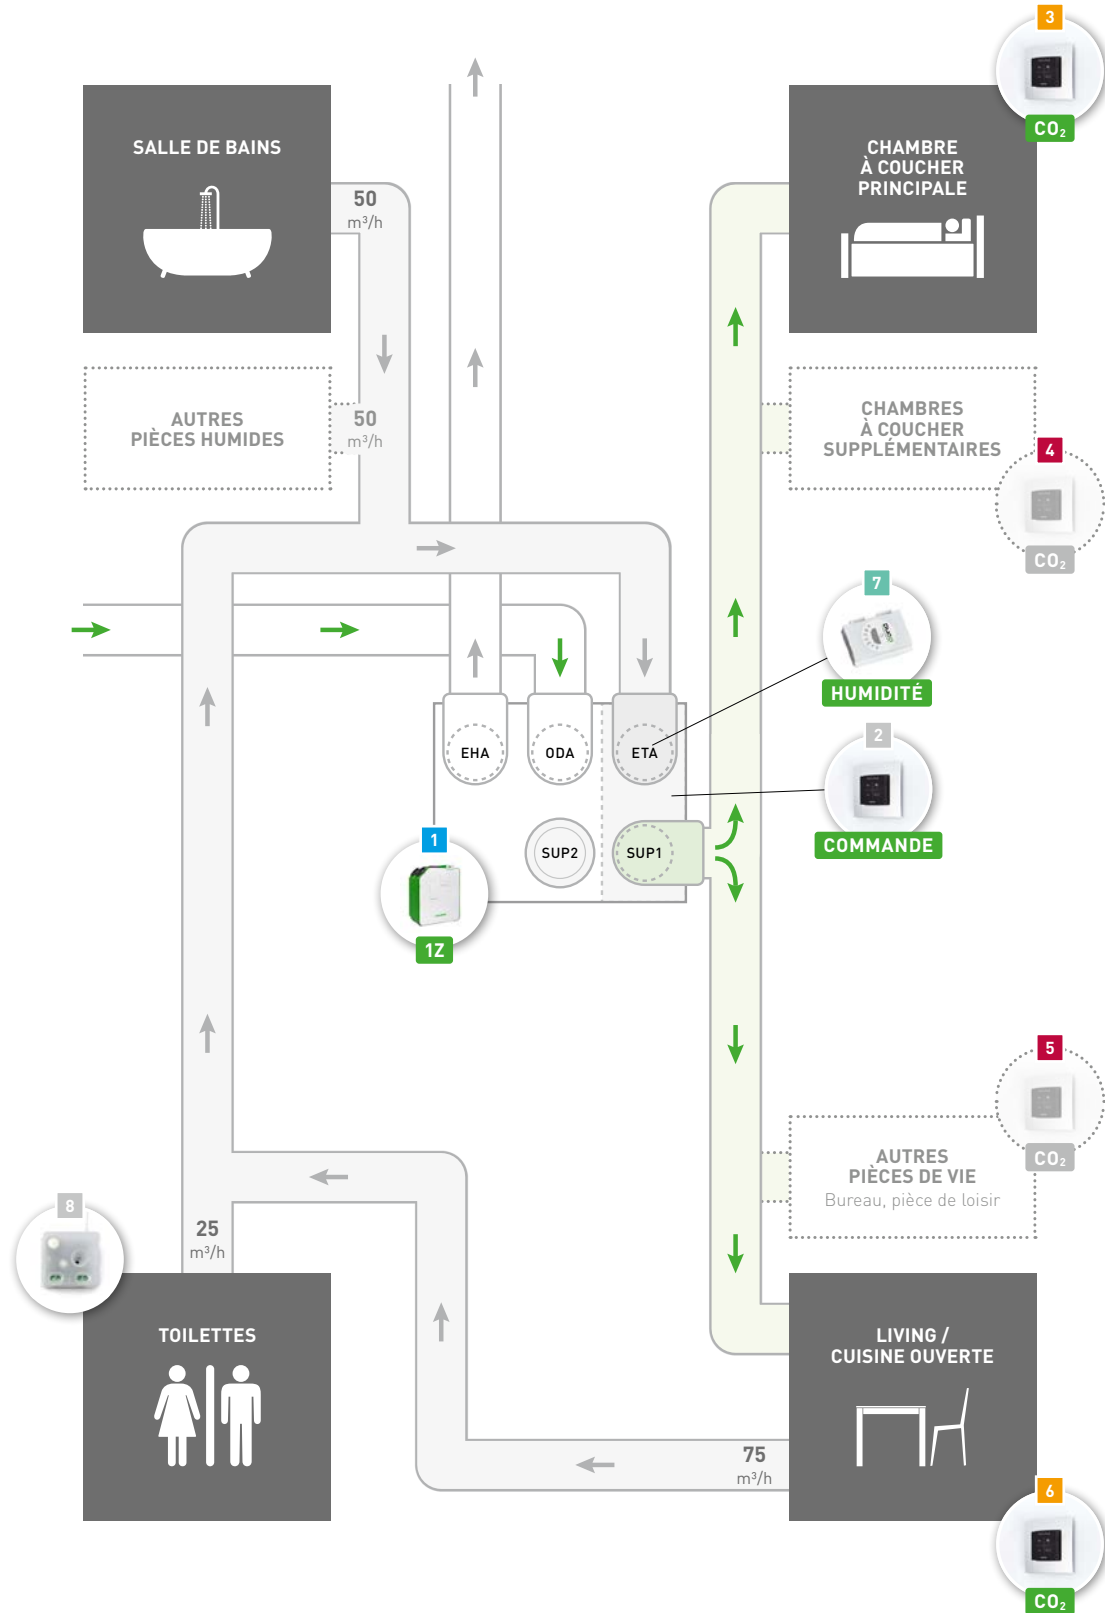 3
CO₂
SALLE DE BAINS
50
m³/h
CHAMBRE
À COUCHER
PRINCIPALE
AUTRES
PIÈCES HUMIDES
50
m³/h
CHAMBRES
À COUCHER
SUPPLÉMENTAIRES
4
CO₂
7
HUMIDITÉ
2
COMMANDE
EHA
ODA
ETA
SUP2
SUP1
1
1Z
5
CO₂
AUTRES
PIÈCES DE VIE
Bureau, pièce de loisir
8
25
m³/h
TOILETTES
LIVING /
CUISINE OUVERTE
75
m³/h
6
CO₂